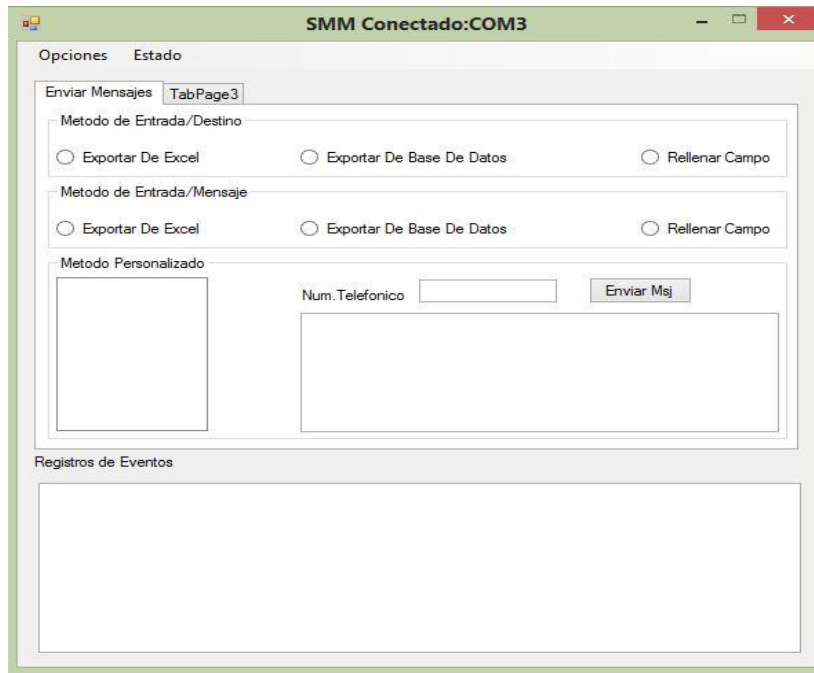 SMM Conectado:COM3
Opciones Estado
Enviar Mensajes TabPage3
Metodo de Entrada/Destino
Exportar De Excel Exportar De Base De Datos Rellenar Campo
Metodo de Entrada/Mensaje
Exportar De Excel Exportar De Base De Datos Rellenar Campo
Metodo Personalizado
Num.Telefonico Enviar Msj
Registros de Eventos